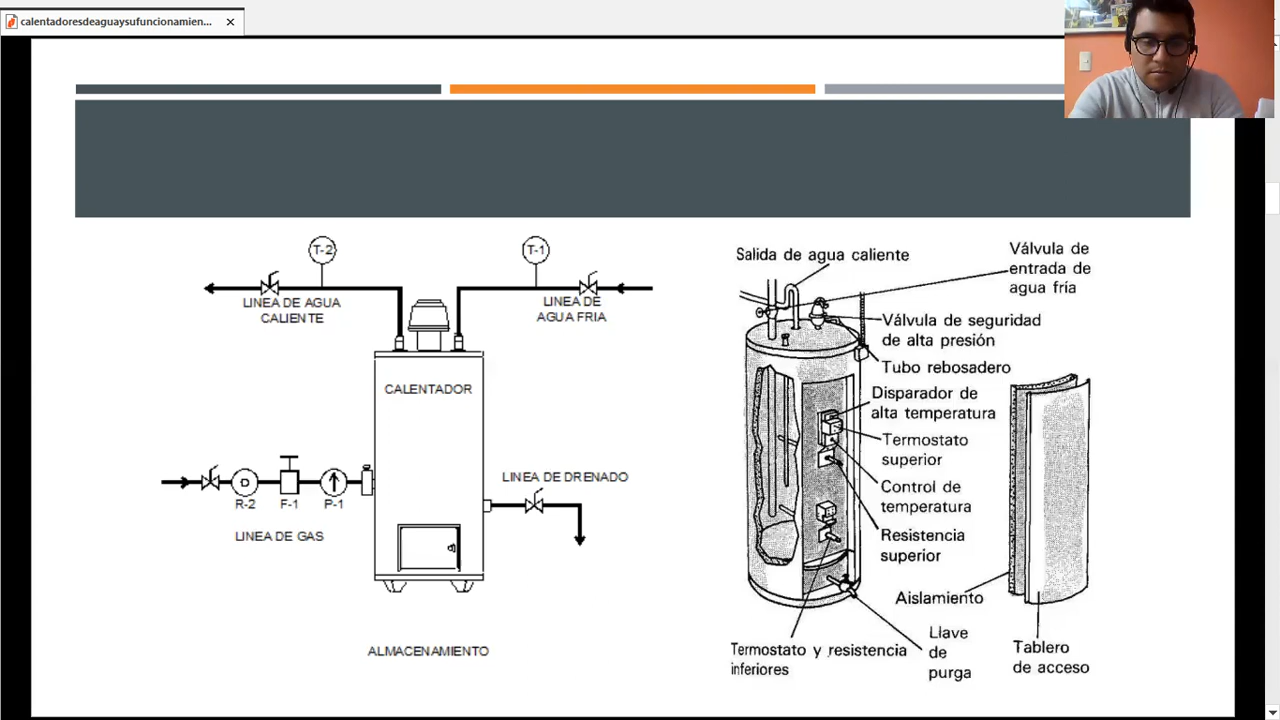 calentadoresdeaguaysufuncionamien...
T-2
T-1
LINEA DE AGUA
CALIENTE
LINEA DE
AGUA FRIA
CALENTADOR
LINEA DE DRENADO
R-2
F-1
P-1
LINEA DE GAS
ALMACENAMIENTO
Salida de agua caliente
Válvula de
entrada de
agua fría
Válvula de seguridad
de alta presión
Tubo rebosadero
Disparador de
alta temperatura
Termostato
superior
Control de
temperatura
Resistencia
superior
Aislamiento
Termostato y resistencia
inferiores
Llave
de
purga
Tablero
de acceso